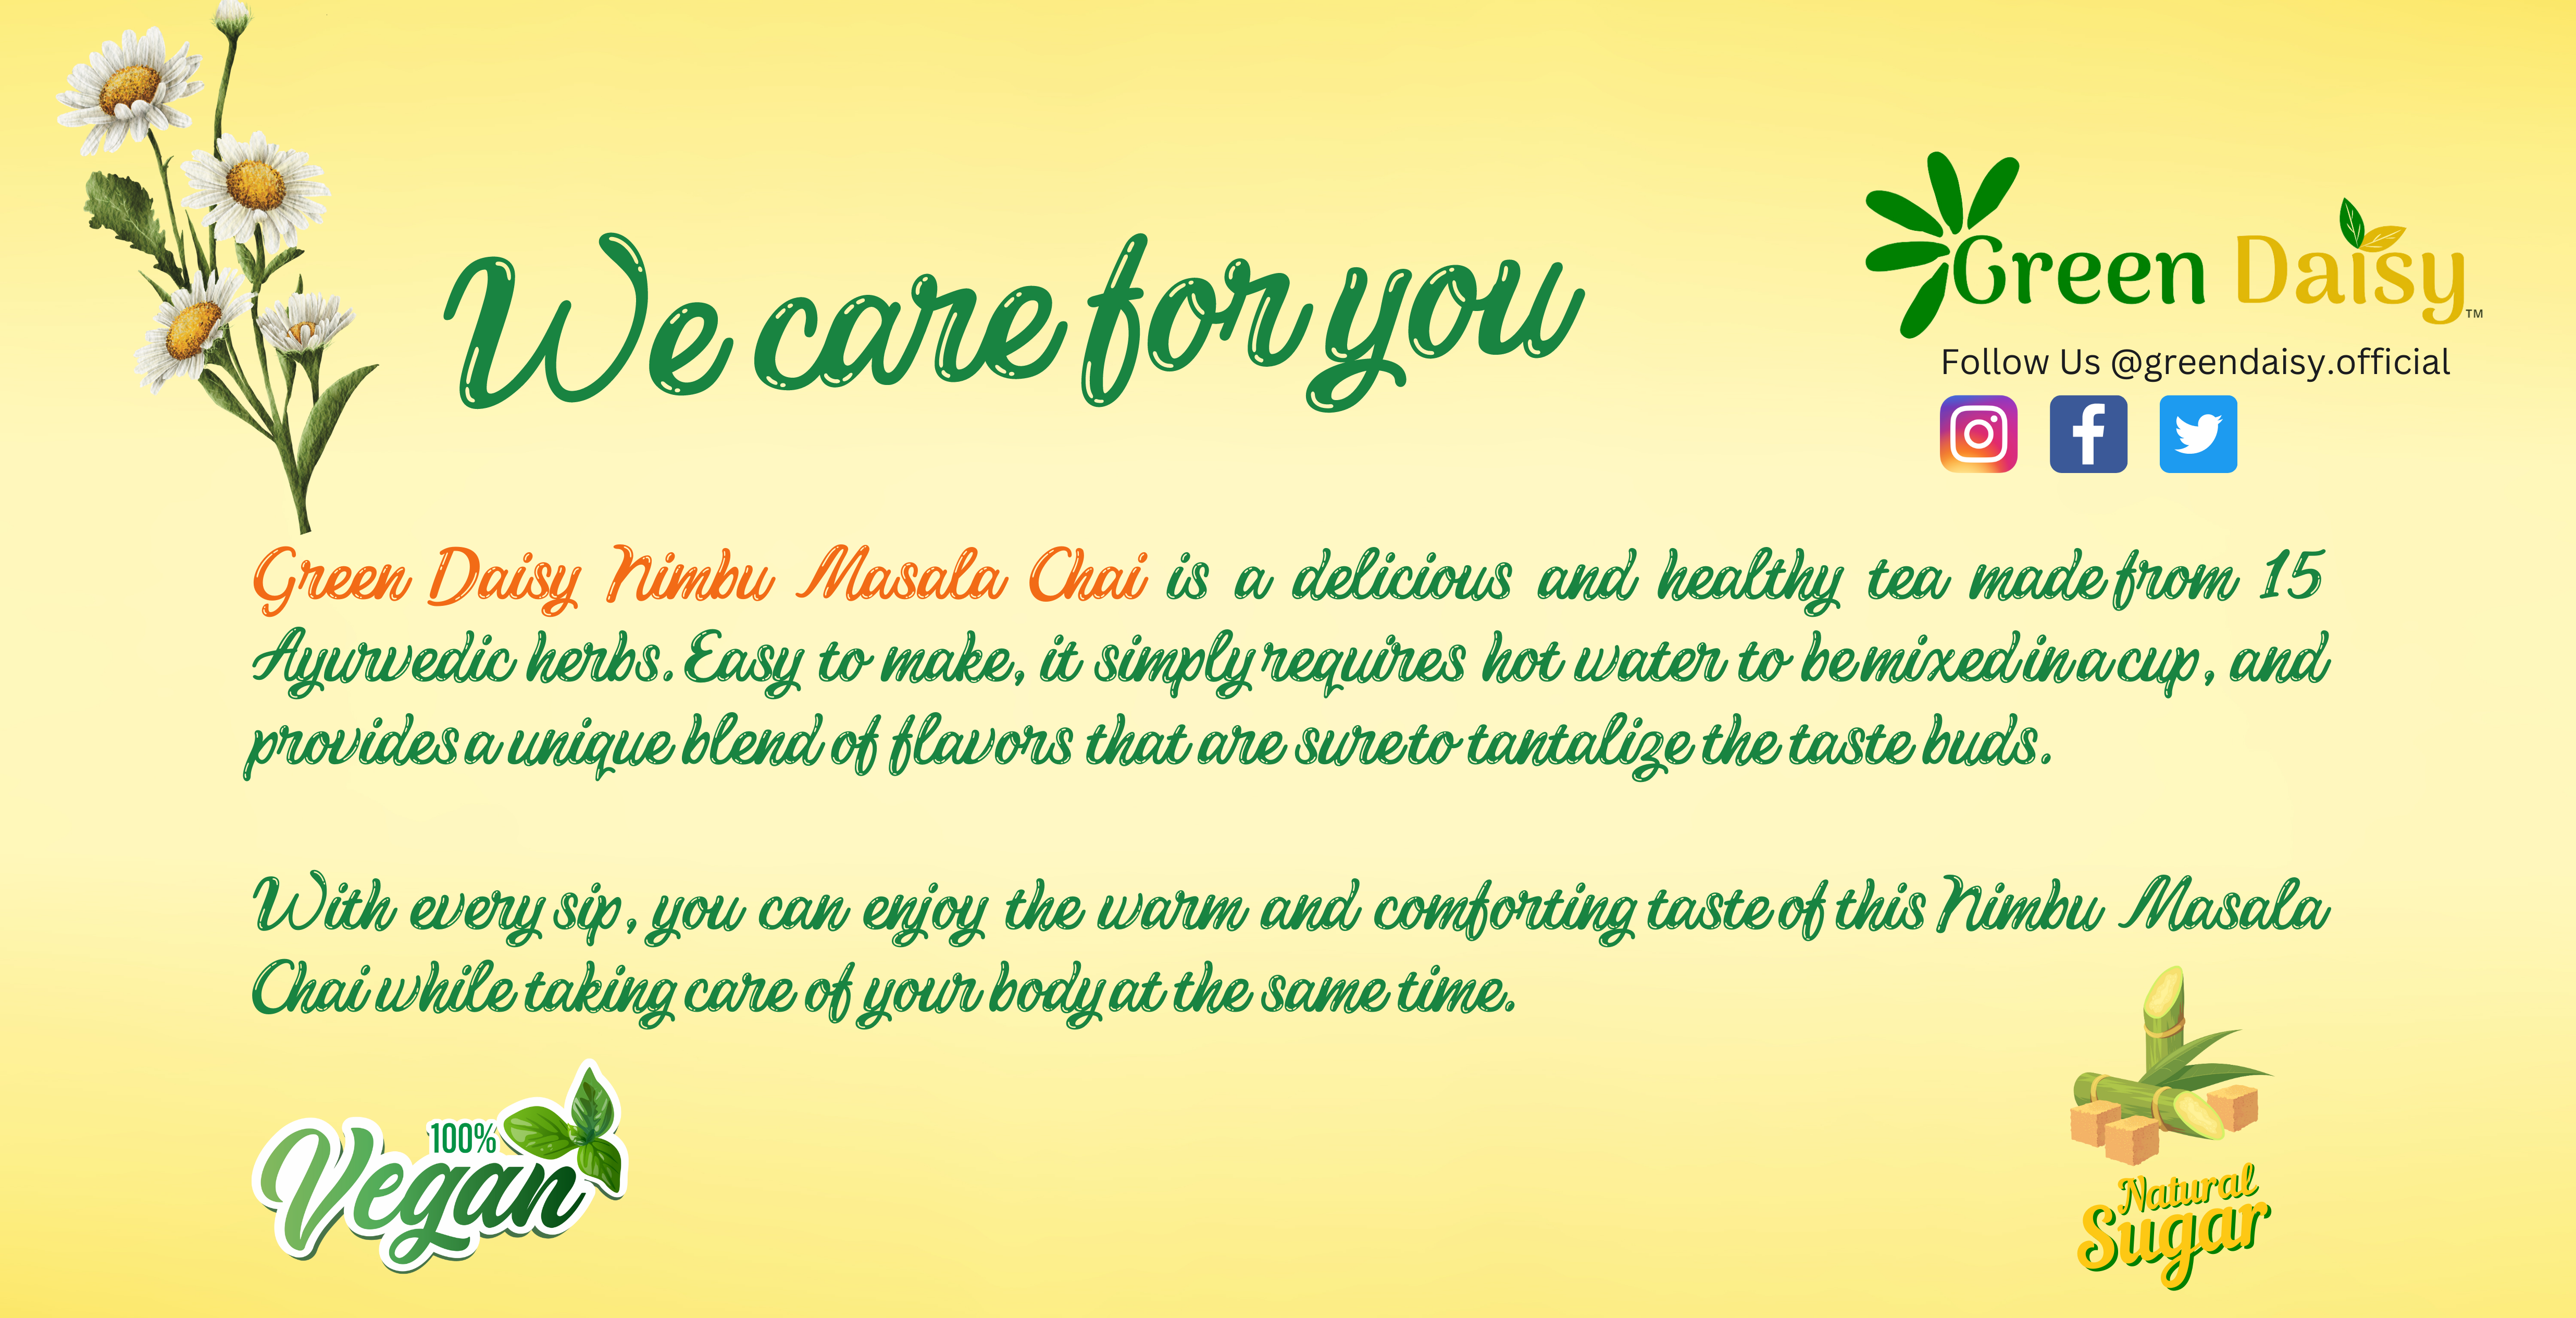 We care for you
Green Daisy™
Follow Us @greendaisy.official
Green Daisy Nimbu Masala Chai is a delicious and healthy tea made from 15
Ayurvedic herbs. Easy to make, it simply requires hot water to be mixed in a cup, and
provides a unique blend of flavors that are sure to tantalize the taste buds.
With every sip, you can enjoy the warm and comforting taste of this Nimbu Masala
Chai while taking care of your body at the same time.
100%
Vegan
Natural
Sugar